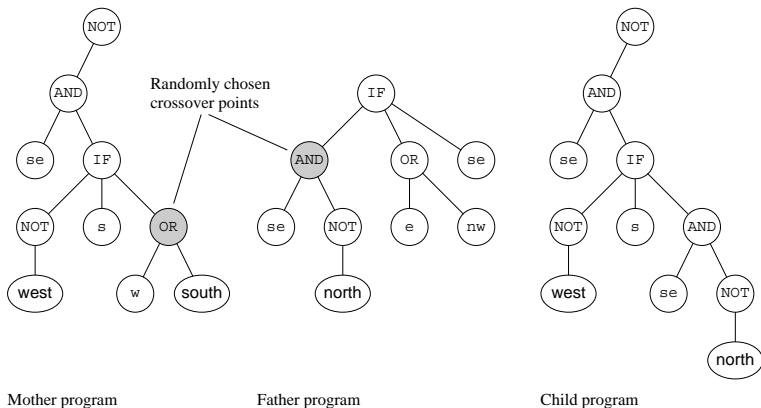 NOT
AND
se
IF
NOT
s
OR
west
w
south
Mother program
Randomly chosen
crossover points
IF
AND
OR
se
se
NOT
e
nw
north
Father program
NOT
AND
se
IF
NOT
s
AND
west
se
NOT
north
Child program